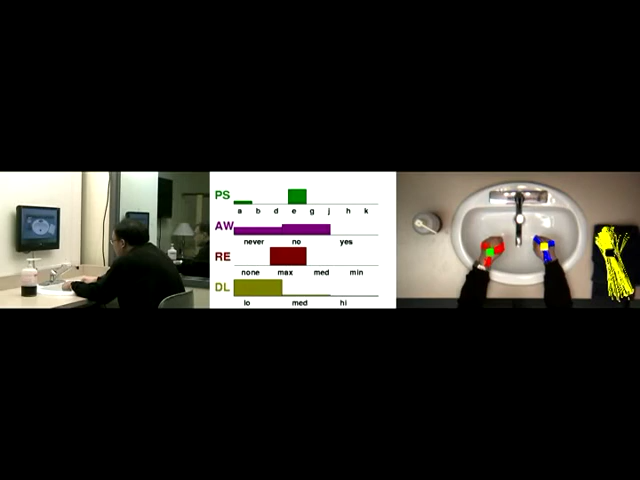 PS
a b d e g j h k
AW
never no yes
RE
none max med min
DL
lo med hi